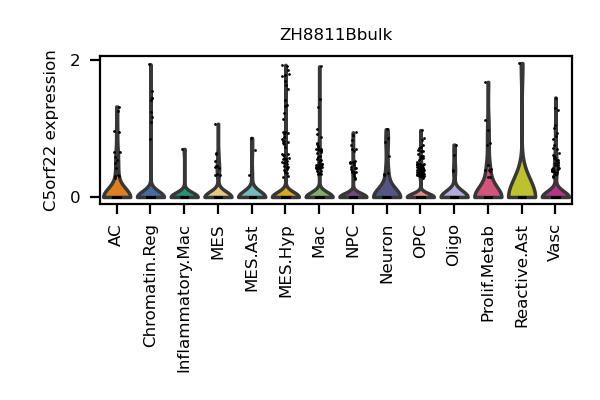 ZH8811Bbulk
C5orf22 expression
2
0
AC
Chromatin.Reg
Inflammatory.Mac
MES
MES.Ast
MES.Hyp
Mac
NPC
Neuron
OPC
Oligo
Prolif.Metab
Reactive.Ast
Vasc